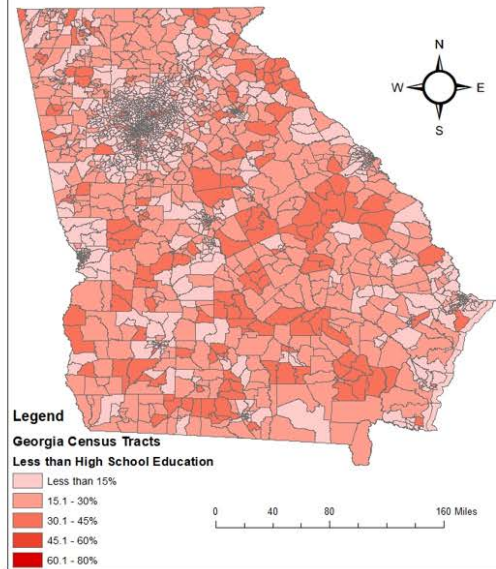 N
W E
S
Legend
Georgia Census Tracts
Less than High School Education
Less than 15%
15.1 - 30%
30.1 - 45%
45.1 - 60%
60.1 - 80%
0 40 80 160 Miles